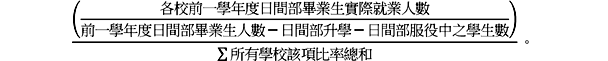 各校前一學年度日間部畢業生實際就業人數
前一學年度日間部畢業生人數－日間部升學－日間部服役中之學生數
Σ所有學校該項比率總和 。